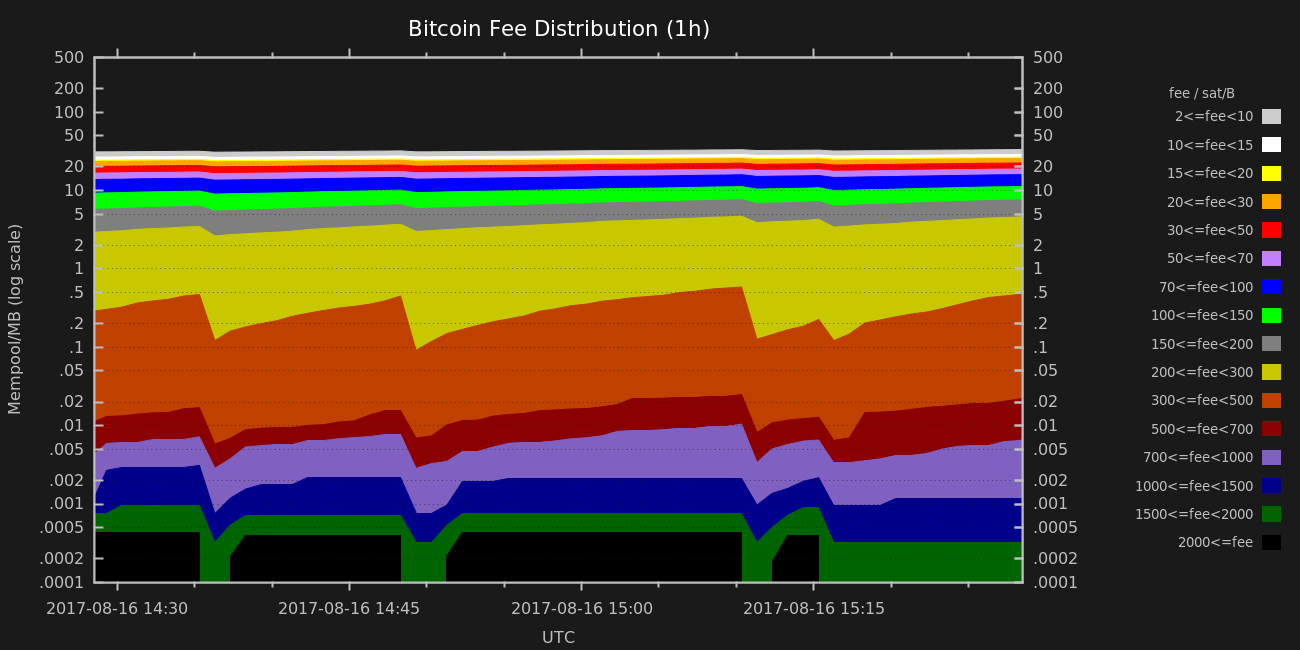 Bitcoin Fee Distribution (1h)
500 500
200 200
100 100
50 50
20 20
10 10
5 5
2 2
1 1
.5 .5
.2 .2
.1 .1
.05 .05
.02 .02
.01 .01
.005 .005
.002 .002
.001 .001
.0005 .0005
.0002 .0002
.0001 .0001
Mempool/MB (log scale)
2017-08-16 14:30 2017-08-16 14:45 2017-08-16 15:00 2017-08-16 15:15
UTC
fee / sat/B
2<=fee<10
10<=fee<15
15<=fee<20
20<=fee<30
30<=fee<50
50<=fee<70
70<=fee<100
100<=fee<150
150<=fee<200
200<=fee<300
300<=fee<500
500<=fee<700
700<=fee<1000
1000<=fee<1500
1500<=fee<2000
2000<=fee